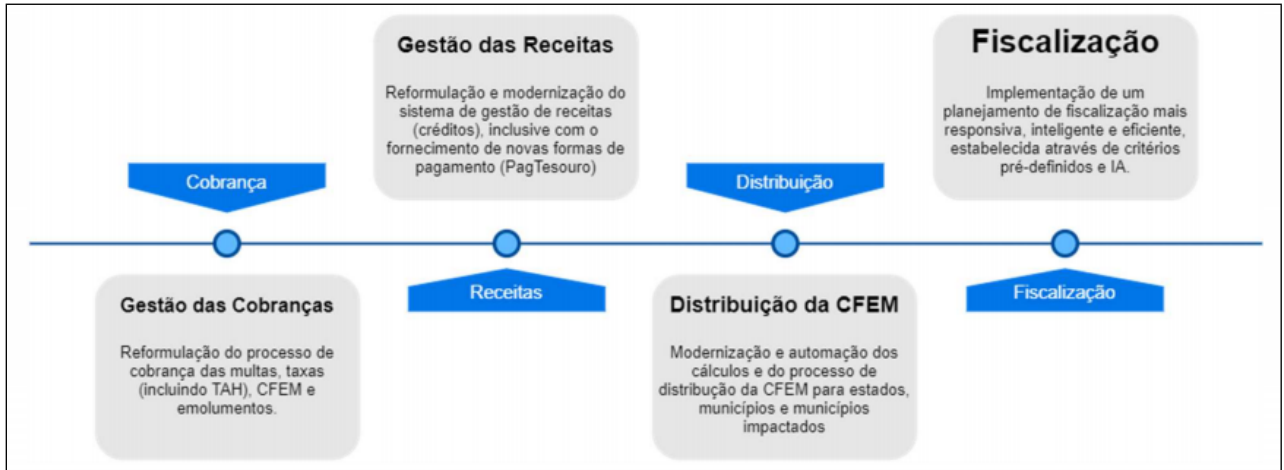 Gestão das Receitas
Reformulação e modernização do
sistema de gestão de receitas
(créditos), inclusive com o
fornecimento de novas formas de
pagamento (PagTesouro)
Fiscalização
Implementação de um
planejamento de fiscalização mais
responsiva, inteligente e eficiente,
estabelecida através de critérios
pré-definidos e IA.
Cobrança
Distribuição
Receitas
Fiscalização
Gestão das Cobranças
Reformulação do processo de
cobrança das multas, taxas
(incluindo TAH), CFEM e
emolumentos.
Distribuição da CFEM
Modernização e automação dos
cálculos e do processo de
distribução da CFEM para estados,
municípios e municípios
impactados